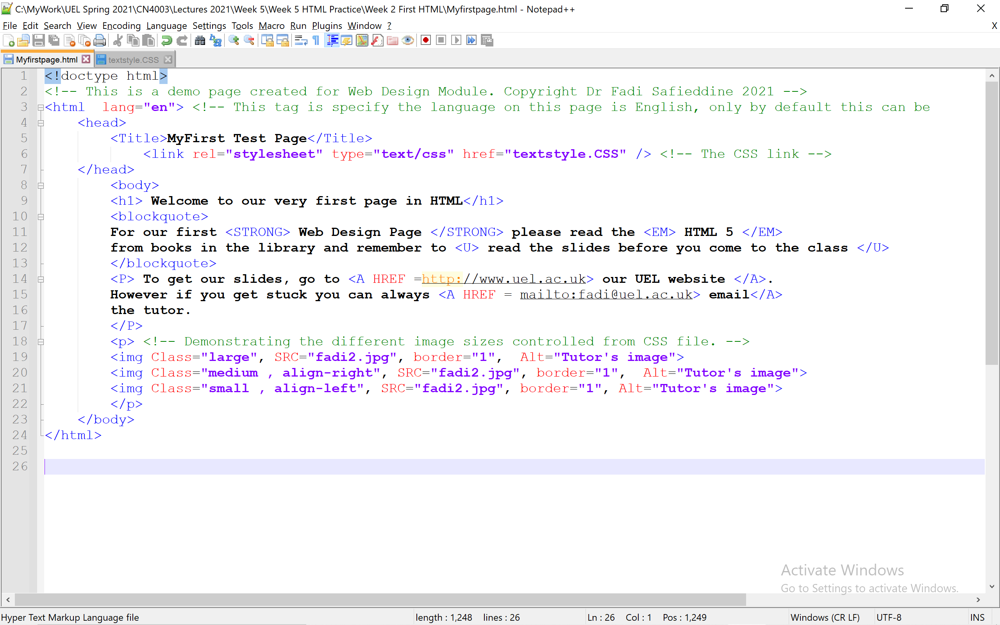 C:\MyWork\UEL Spring 2021\CN4003\Lectures 2021\Week 5\Week 5 HTML Practice\Week 2 First HTML\Myfirstpage.html - Notepad++
File Edit Search View Encoding Language Settings Tools Macro Run Plugins Window ? X
Myfirstpage.html textstyle.CSS
1 <!doctype html>
2 <!-- This is a demo page created for Web Design Module. Copyright Dr Fadi Safieddine 2021 -->
3 <html  lang="en"> <!-- This tag is specify the language on this page is English, only by default this can be
4 <head>
5 <Title>MyFirst Test Page</Title>
6 <link rel="stylesheet" type="text/css" href="textstyle.CSS" /> <!-- The CSS link -->
7 </head>
8 <body>
9 <h1> Welcome to our very first page in HTML</h1>
10 <blockquote>
11 For our first <STRONG> Web Design Page </STRONG> please read the <EM> HTML 5 </EM>
12 from books in the library and remember to <U> read the slides before you come to the class </U>
13 </blockquote>
14 <P> To get our slides, go to <A HREF =http://www.uel.ac.uk> our UEL website </A>.
15 However if you get stuck you can always <A HREF = mailto:fadi@uel.ac.uk> email</A>
16 the tutor.
17 </P>
18 <p> <!-- Demonstrating the different image sizes controlled from CSS file. -->
19 <img Class="large", SRC="fadi2.jpg", border="1",  Alt="Tutor's image">
20 <img Class="medium , align-right", SRC="fadi2.jpg", border="1",  Alt="Tutor's image">
21 <img Class="small , align-left", SRC="fadi2.jpg", border="1", Alt="Tutor's image">
22 </p>
23 </body>
24 </html>
25
26
Activate Windows
Go to Settings to activate Windows.
Hyper Text Markup Language file length : 1,248 lines : 26 Ln : 26 Col : 1 Pos : 1,249 Windows (CR LF) UTF-8 INS